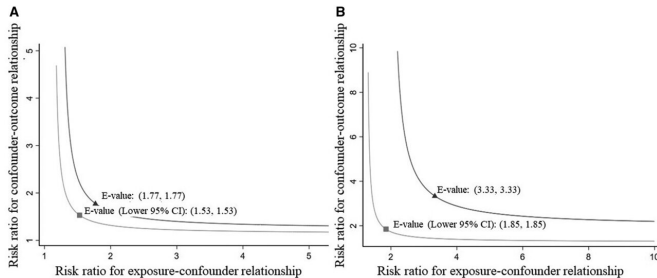 A
Risk ratio for confounder-outcome relationship
5
4
3
2
1
E-value: (1.77, 1.77)
E-value (Lower 95% CI): (1.53, 1.53)
1 2 3 4 5
Risk ratio for exposure-confounder relationship
B
Risk ratio for confounder-outcome relationship
10
8
6
4
2
E-value: (3.33, 3.33)
E-value (Lower 95% CI): (1.85, 1.85)
2 4 6 8 10
Risk ratio for exposure-confounder relationship